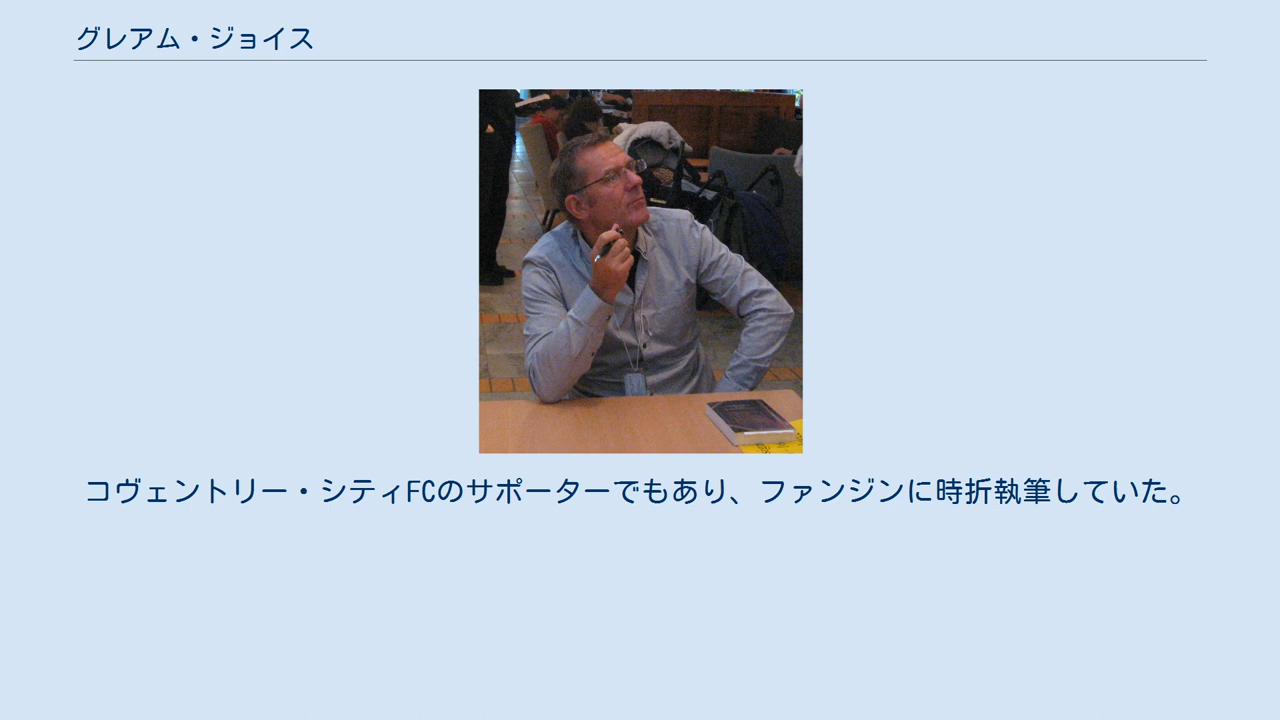 グレアム・ジョイス
コヴェントリー・シティFCのサポーターでもあり、ファンジンに時折執筆していた。